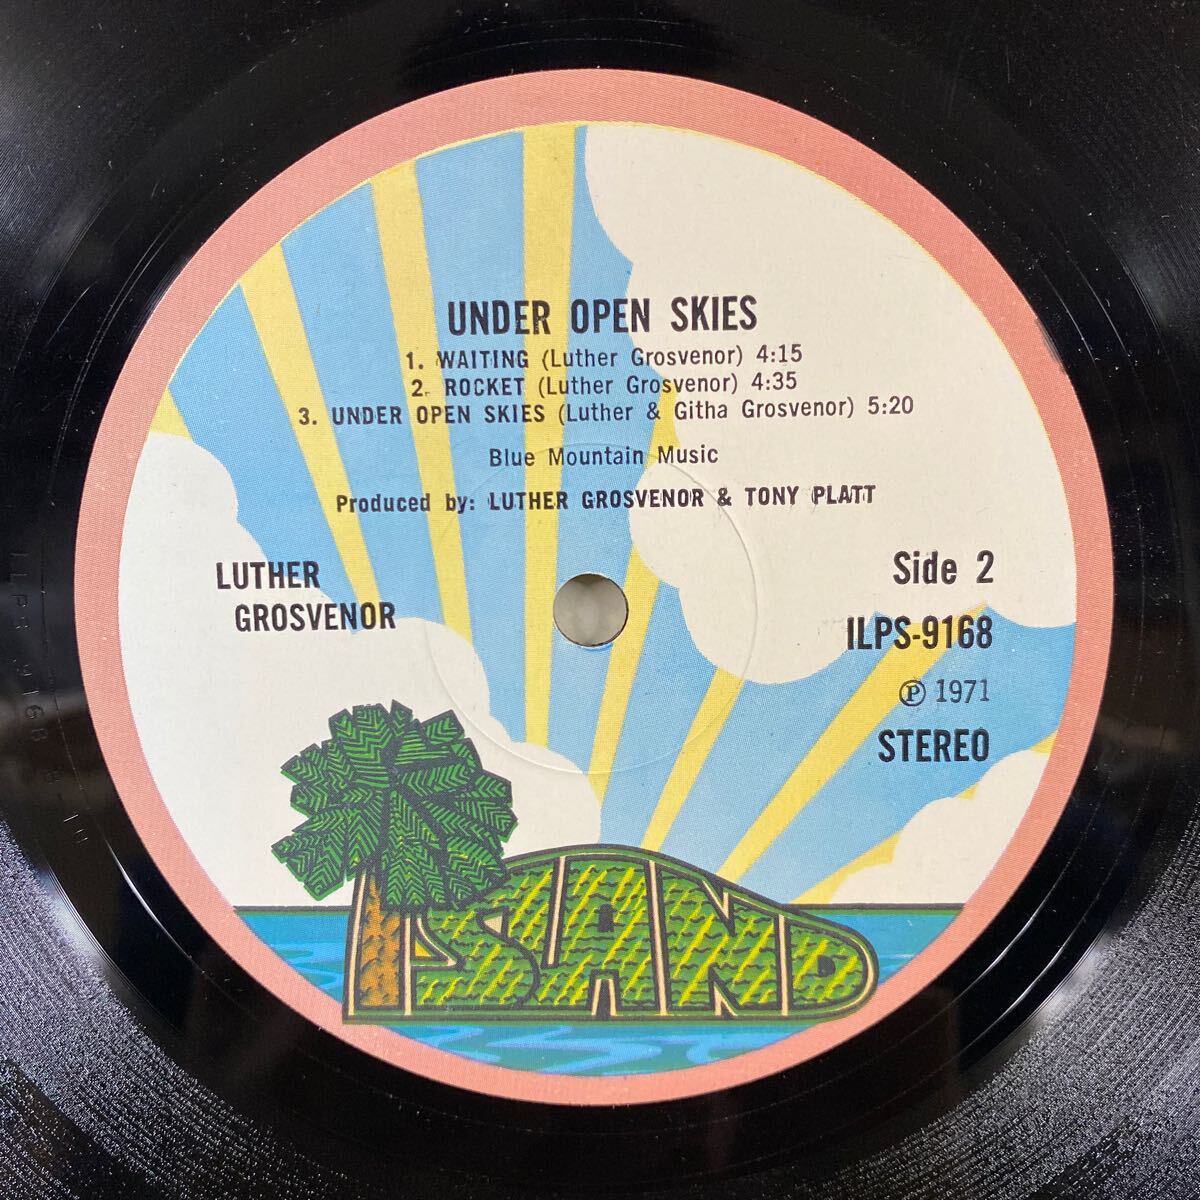 UNDER OPEN SKIES
1. WAITING (Luther Grosvenor) 4:15
2. ROCKET (Luther Grosvenor) 4:35
3. UNDER OPEN SKIES (Luther & Githa Grosvenor) 5:20
Blue Mountain Music
Produced by: LUTHER GROSVENOR & TONY PLATT
LUTHER
GROSVENOR
Side 2
ILPS-9168
Ⓟ 1971
STEREO
ISLAND